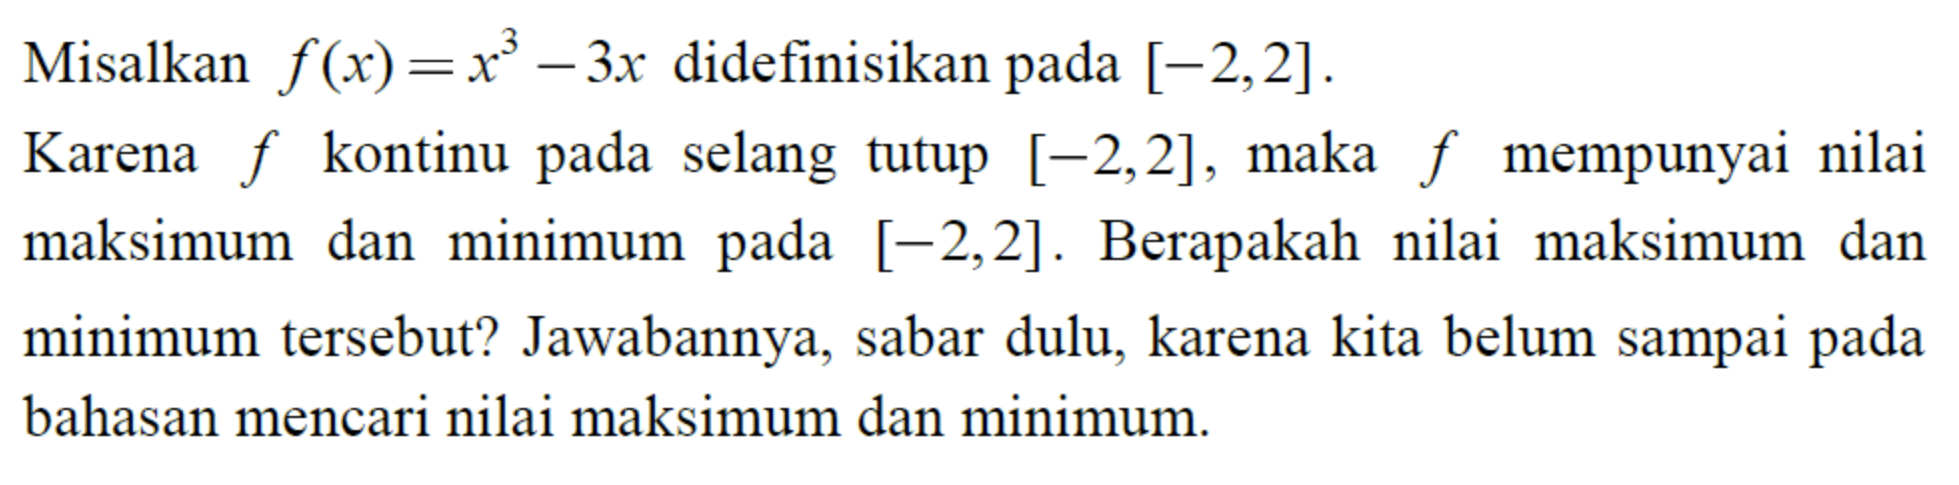 Misalkan f(x) = x³ − 3x didefinisikan pada [−2,2].
Karena f kontinu pada selang tutup [−2,2], maka f mempunyai nilai
maksimum dan minimum pada [−2,2]. Berapakah nilai maksimum dan
minimum tersebut? Jawabannya, sabar dulu, karena kita belum sampai pada
bahasan mencari nilai maksimum dan minimum.